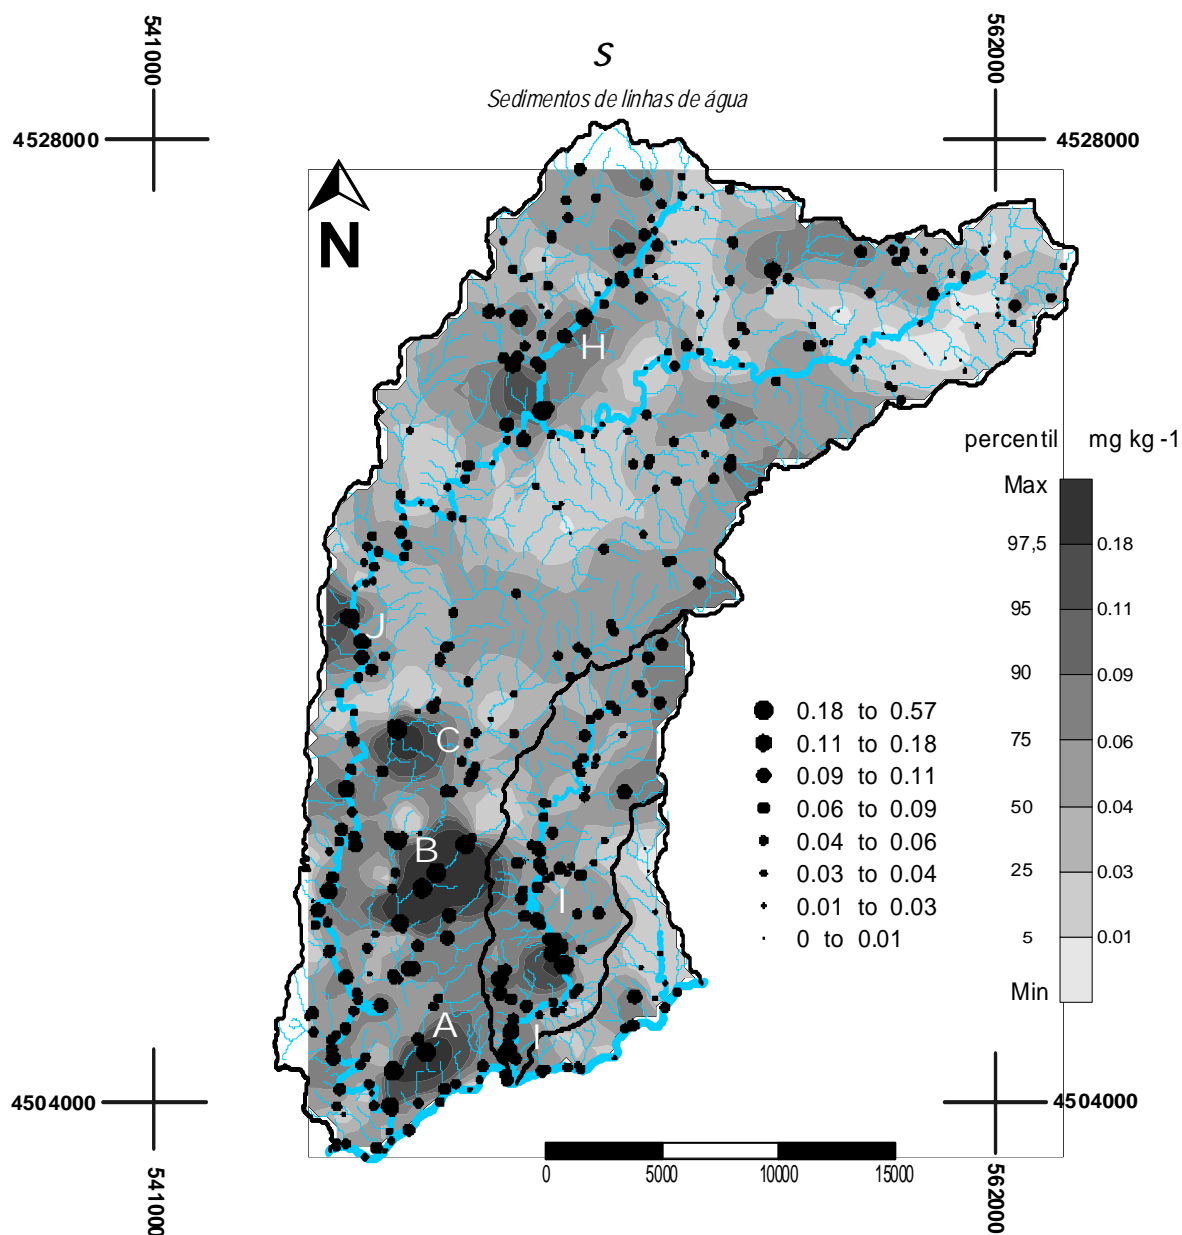 541000
562000
S
Sedimentos de linhas de água
4528000
4528000
N
H
percentil mg kg -1
Max
97,5 0.18
95 0.11
90 0.09
75 0.06
50 0.04
25 0.03
5 0.01
Min
J
C
0.18 to 0.57
0.11 to 0.18
0.09 to 0.11
0.06 to 0.09
0.04 to 0.06
0.03 to 0.04
0.01 to 0.03
0 to 0.01
B
I
A
I
4504000
4504000
0 5000 10000 15000
541000
562000